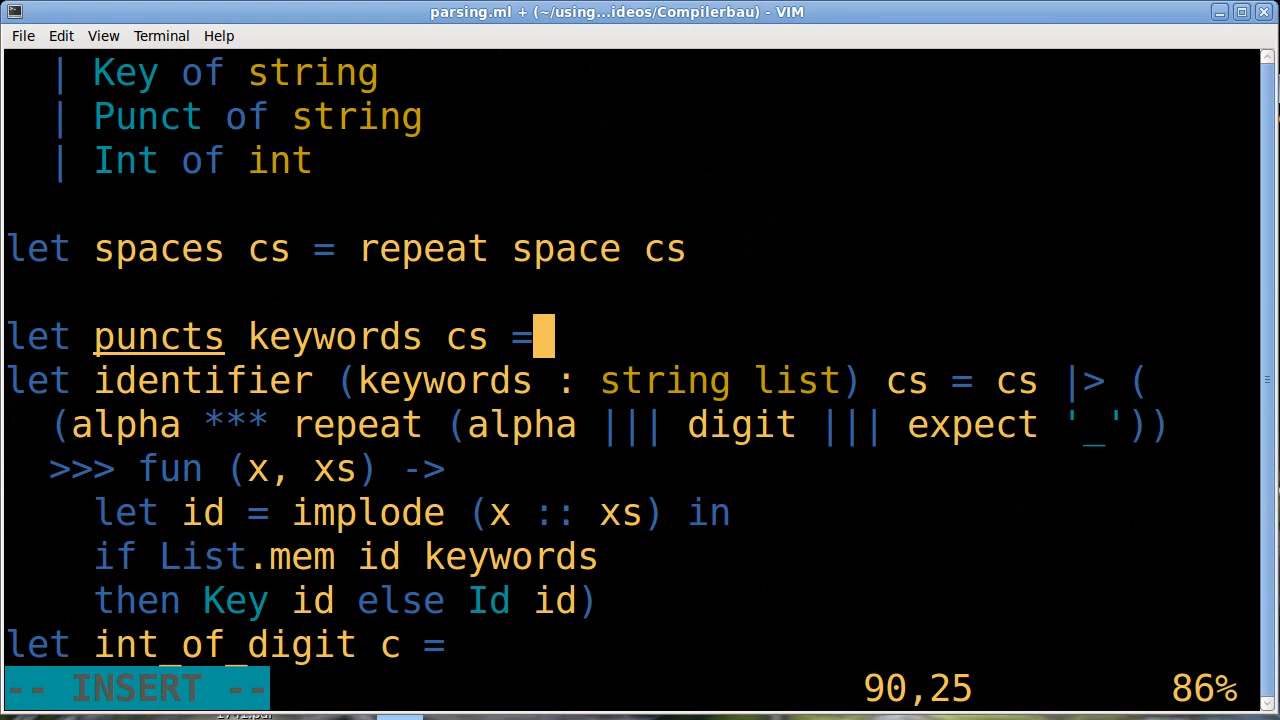 parsing.ml + (~/using...ideos/Compilerbau) - VIM
File Edit View Terminal Help
| Key of string
| Punct of string
| Int of int
let spaces cs = repeat space cs
let puncts keywords cs =
let identifier (keywords : string list) cs = cs |> (
(alpha *** repeat (alpha ||| digit ||| expect '_'))
>>> fun (x, xs) ->
let id = implode (x :: xs) in
if List.mem id keywords
then Key id else Id id)
let int_of_digit c =
-- INSERT -- 90,25 86%